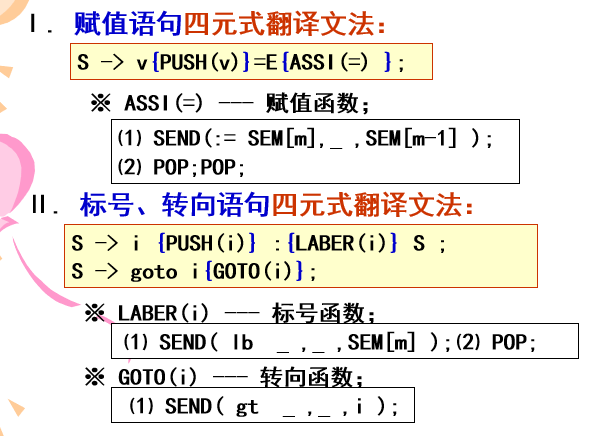 Ⅰ. 赋值语句四元式翻译文法：
S -> v{PUSH(v)}=E{ASSI(=) };
※ ASSI(=) --- 赋值函数;
⑴ SEND(:= SEM[m],_ ,SEM[m-1] );
⑵ POP;POP;
Ⅱ. 标号、转向语句四元式翻译文法：
S -> i {PUSH(i)} :{LABER(i)} S ;
S -> goto i{GOTO(i)};
※ LABER(i) --- 标号函数;
⑴ SEND( lb _ ,_ ,SEM[m] );⑵ POP;
※ GOTO(i) --- 转向函数;
⑴ SEND( gt _ ,_ ,i );